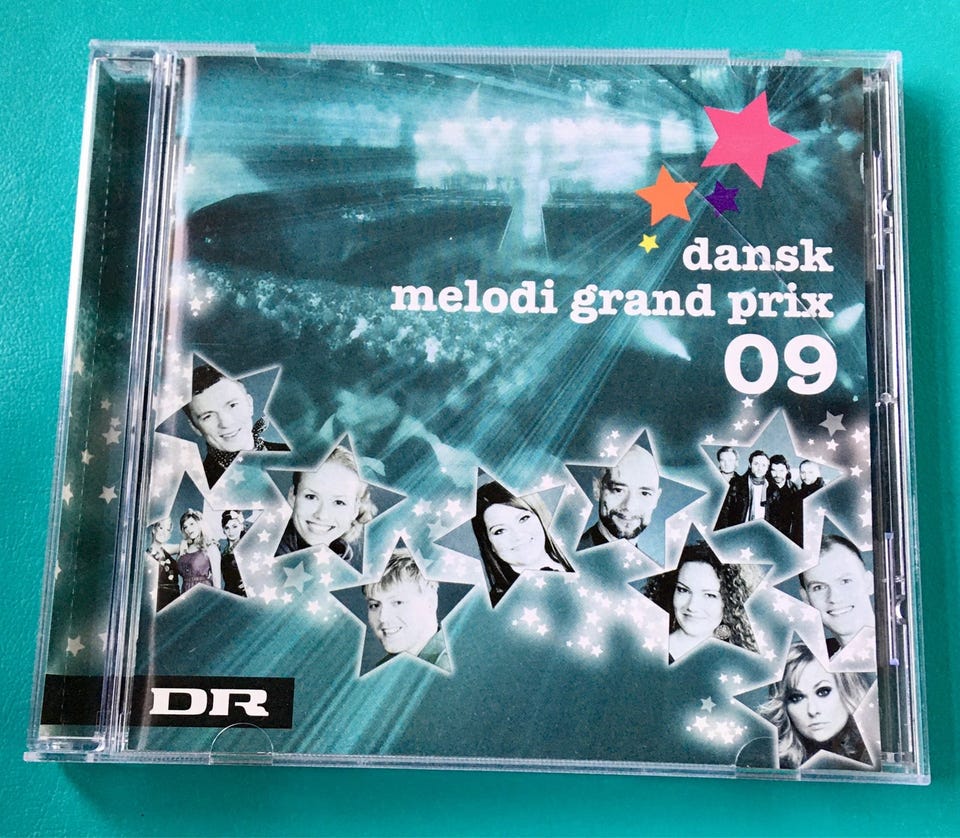 dansk
melodi grand prix
09
DR